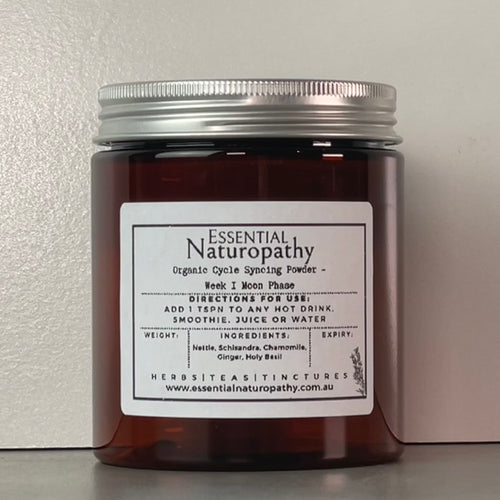 ESSENTIAL
Naturopathy
Organic Cycle Syncing Powder -
Week I Moon Phase
DIRECTIONS FOR USE:
ADD 1 TSPN TO ANY HOT DRINK,
SMOOTHIE, JUICE OR WATER
WEIGHT: INGREDIENTS: EXPIRY:
Nettle, Schisandra, Chamomile,
Ginger, Holy Basil
HERBS|TEAS|TINCTURES
www.essentialnaturopathy.com.au